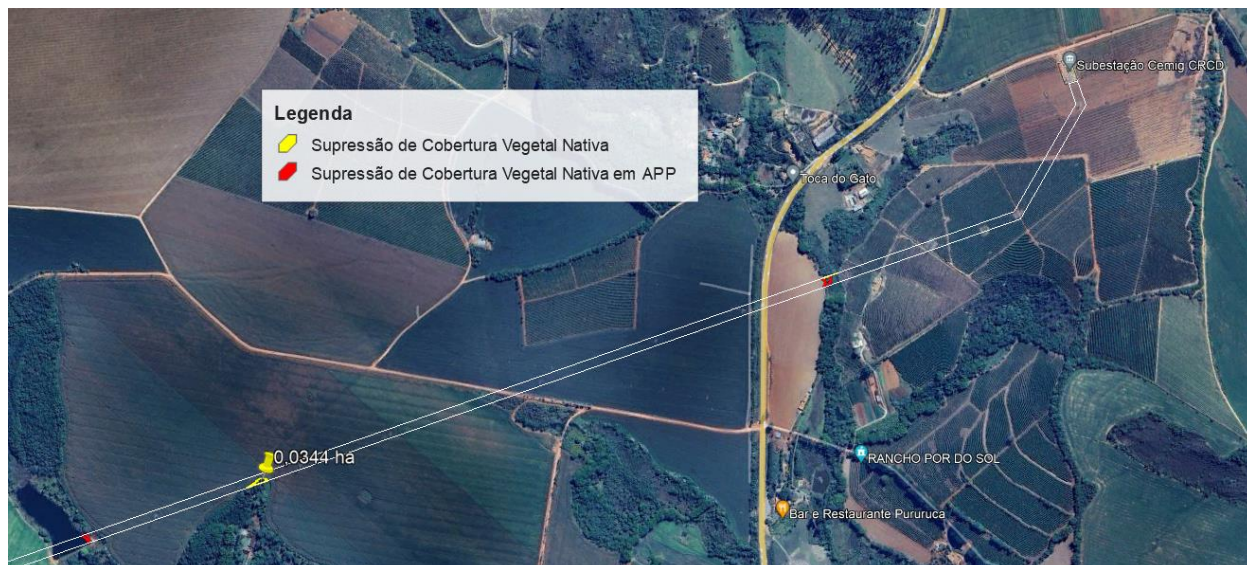 Subestação Cemig CRCD
Legenda
Supressão de Cobertura Vegetal Nativa
Supressão de Cobertura Vegetal Nativa em APP
Toca do Gato
0.0344 ha
RANCHO POR DO SOL
Bar e Restaurante Pururuca